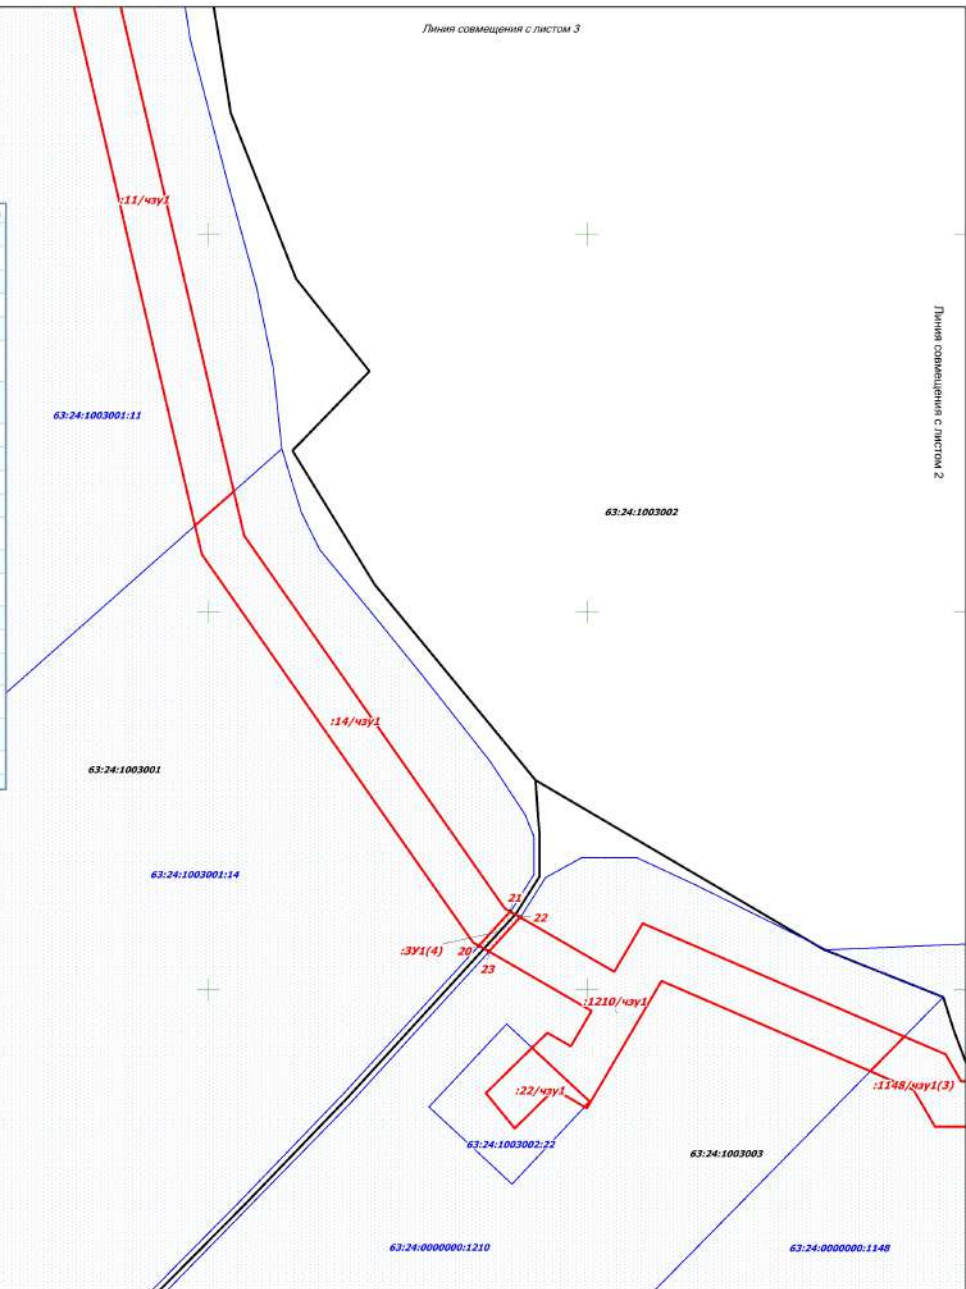 Линия совмещения с листом 3
:11/чзу1
Линия совмещения с листом 2
63:24:1003001:11
63:24:1003002
:14/чзу1
63:24:1003001
63:24:1003001:14
21
22
:ЗУ1(4)
20
23
:1210/чзу1
:22/чзу1
:1148/чзу1(3)
63:24:1003002:22
63:24:1003003
63:24:0000000:1210
63:24:0000000:1148